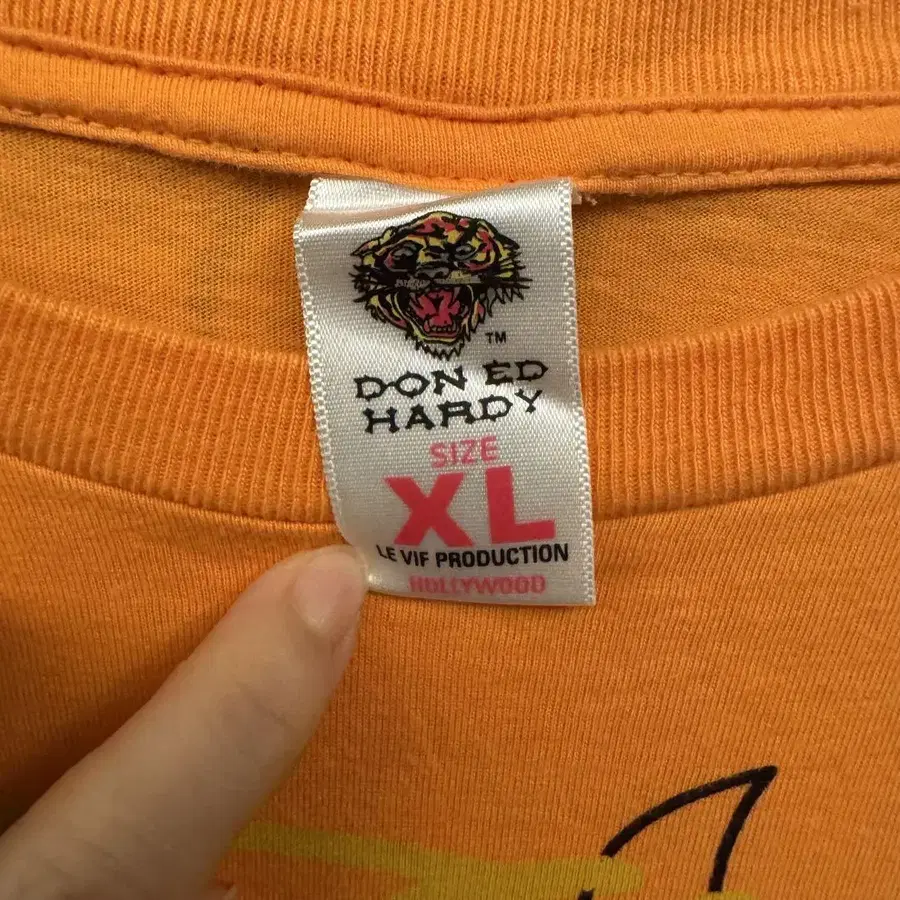 TM
DON ED
HARDY
SIZE
XL
LE VIF PRODUCTION
HOLLYWOOD